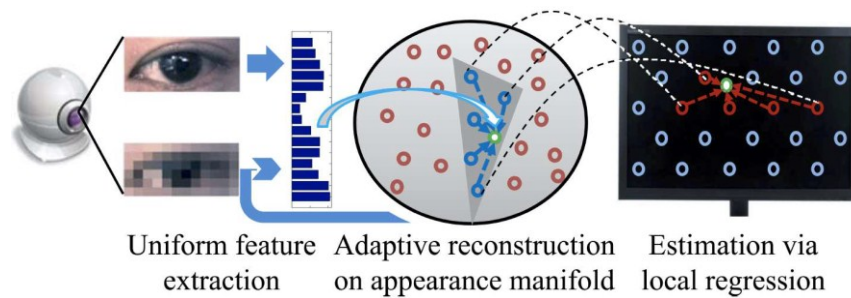 Uniform feature
extraction
Adaptive reconstruction
on appearance manifold
Estimation via
local regression